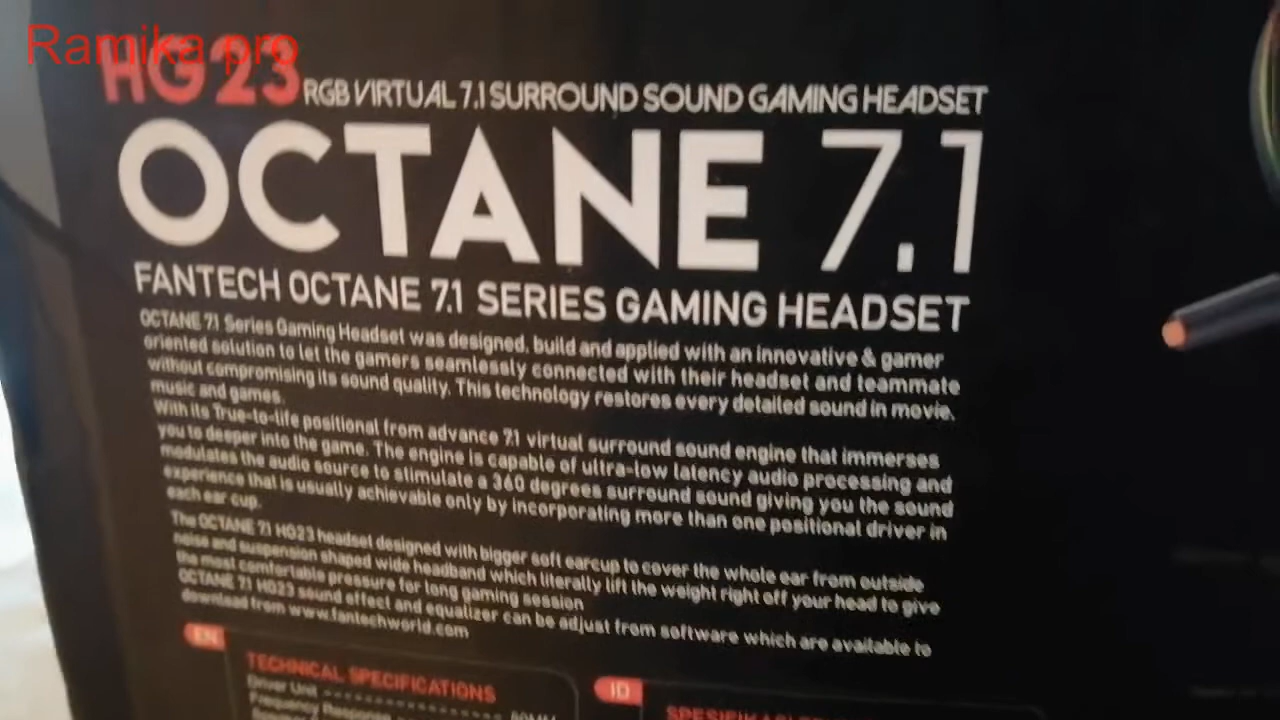 Ramika pro
HG23 RGB VIRTUAL 7.1 SURROUND SOUND GAMING HEADSET
OCTANE 7.1
FANTECH OCTANE 7.1 SERIES GAMING HEADSET
OCTANE 7.1 Series Gaming Headset was designed, build and applied with an innovative & gamer
oriented solution to let the gamers seamlessly connected with their headset and teammate
without compromising its sound quality. This technology restores every detailed sound in movie,
music and games.
With its True-to-life positional from advance 7.1 virtual surround sound engine that immerses
you to deeper into the game. The engine is capable of ultra-low latency audio processing and
modulates the audio source to stimulate a 360 degrees surround sound giving you the sound
experience that is usually achievable only by incorporating more than one positional driver in
each ear cup.
The OCTANE 7.1 HG23 headset designed with bigger soft earcup to cover the whole ear from outside
noise and suspension shaped wide headband which literally lift the weight right off your head to give
the most comfortable pressure for long gaming session
OCTANE 7.1 HG23 sound effect and equalizer can be adjust from software which are available to
download from www.fantechworld.com
EN
TECHNICAL SPECIFICATIONS
Driver Unit
Frequency Response
ID